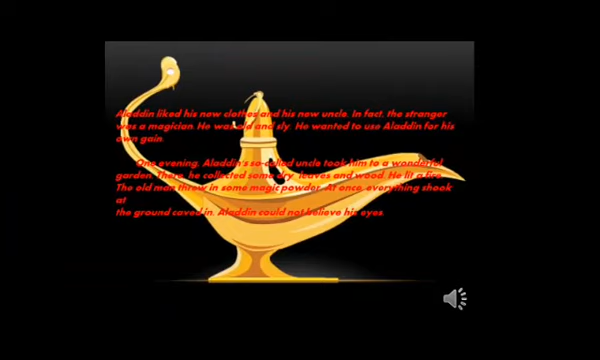 Aladdin liked his new clothes and his new uncle. In fact, the stranger
was a magician. He was old and sly. He wanted to use Aladdin for his
own gain.
One evening, Aladdin's so-called uncle took him to a wonderful
garden. There, he collected some dry leaves and wood. He lit a fire.
The old man threw in some magic powder. At once, everything shook
at
the ground caved in. Aladdin could not believe his eyes.